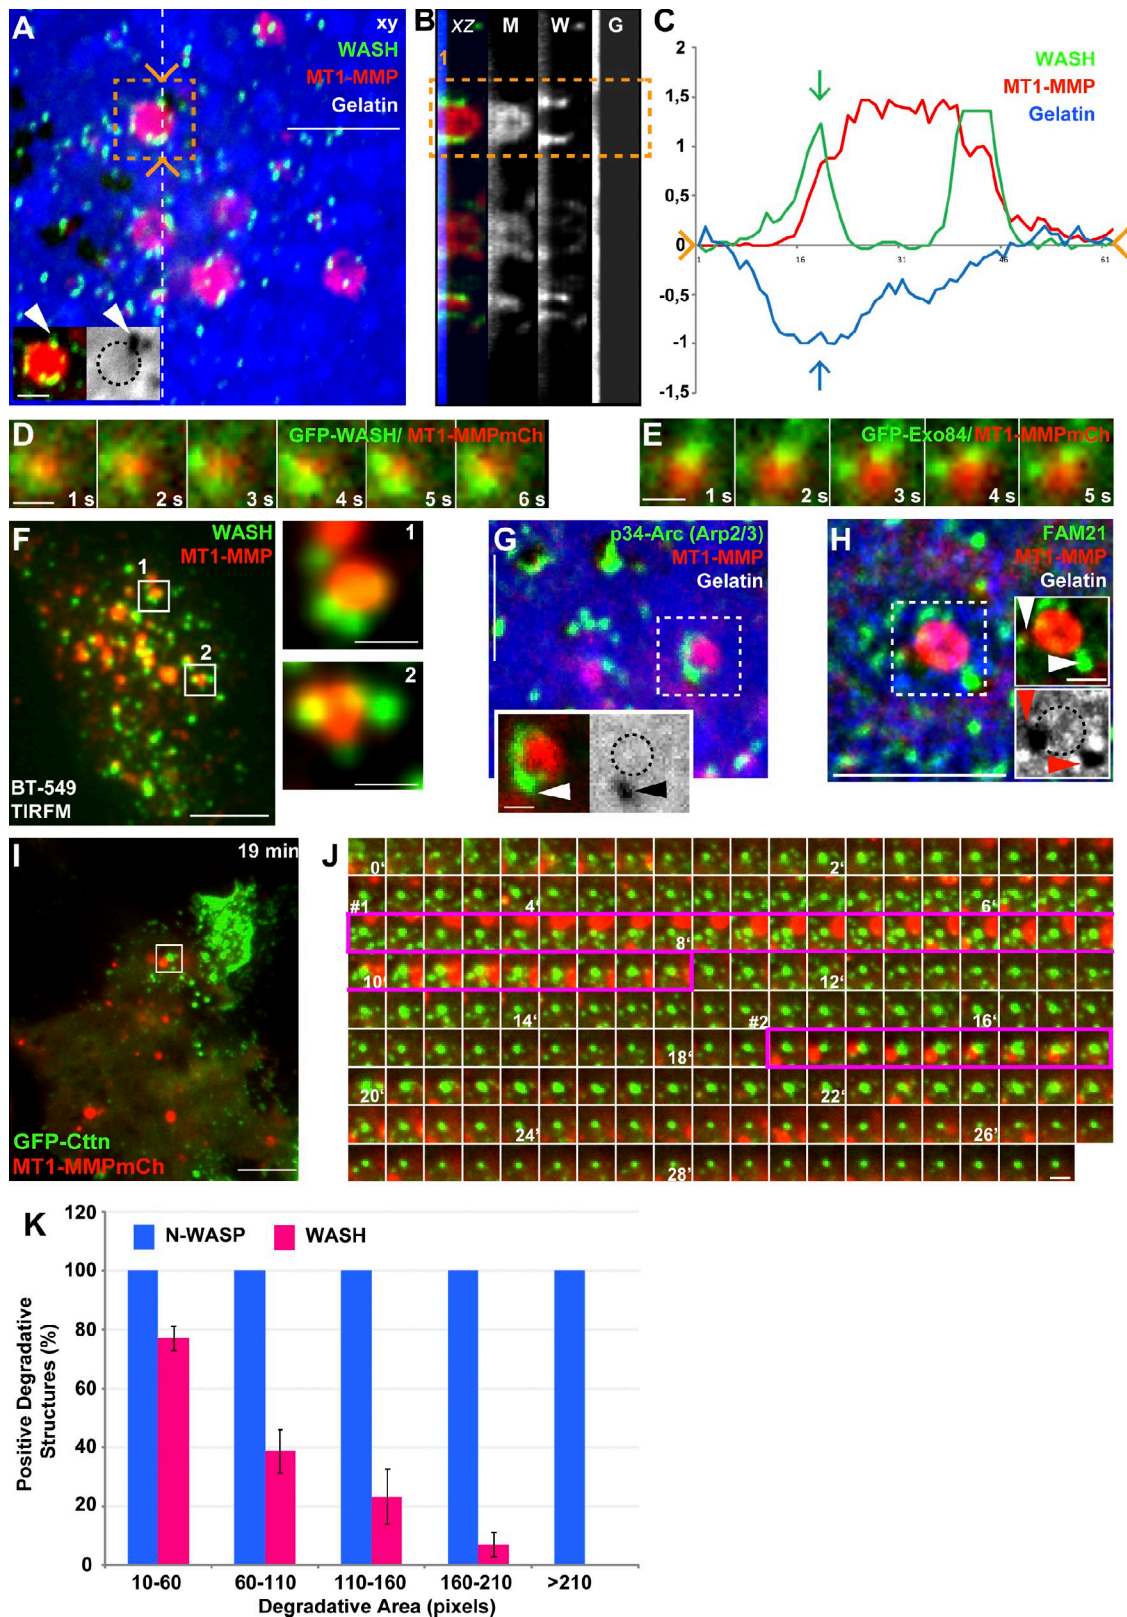 A
xy
WASH
MT1-MMP
Gelatin
B
XZ
M
W
G
1
C
WASH
MT1-MMP
Gelatin
2
1,5
1
0,5
0
-0,5
-1
-1,5
1
16
31
46
61
D
GFP-WASH/ MT1-MMPmCh
1 s
2 s
3 s
4 s
5 s
6 s
E
GFP-Exo84/MT1-MMPmCh
1 s
2 s
3 s
4 s
5 s
F
WASH
MT1-MMP
1
2
BT-549
TIRFM
1
2
G
p34-Arc (Arp2/3)
MT1-MMP
Gelatin
H
FAM21
MT1-MMP
Gelatin
I
19 min
GFP-Cttn
MT1-MMPmCh
J
0‘
2‘
#1
4‘
6‘
8‘
10‘
12‘
14‘
#2
16‘
18‘
20‘
22‘
24’
26’
28’
K
N-WASP
WASH
Positive Degradative
Structures (%)
120
100
80
60
40
20
0
10-60
60-110
110-160
160-210
>210
Degradative Area (pixels)